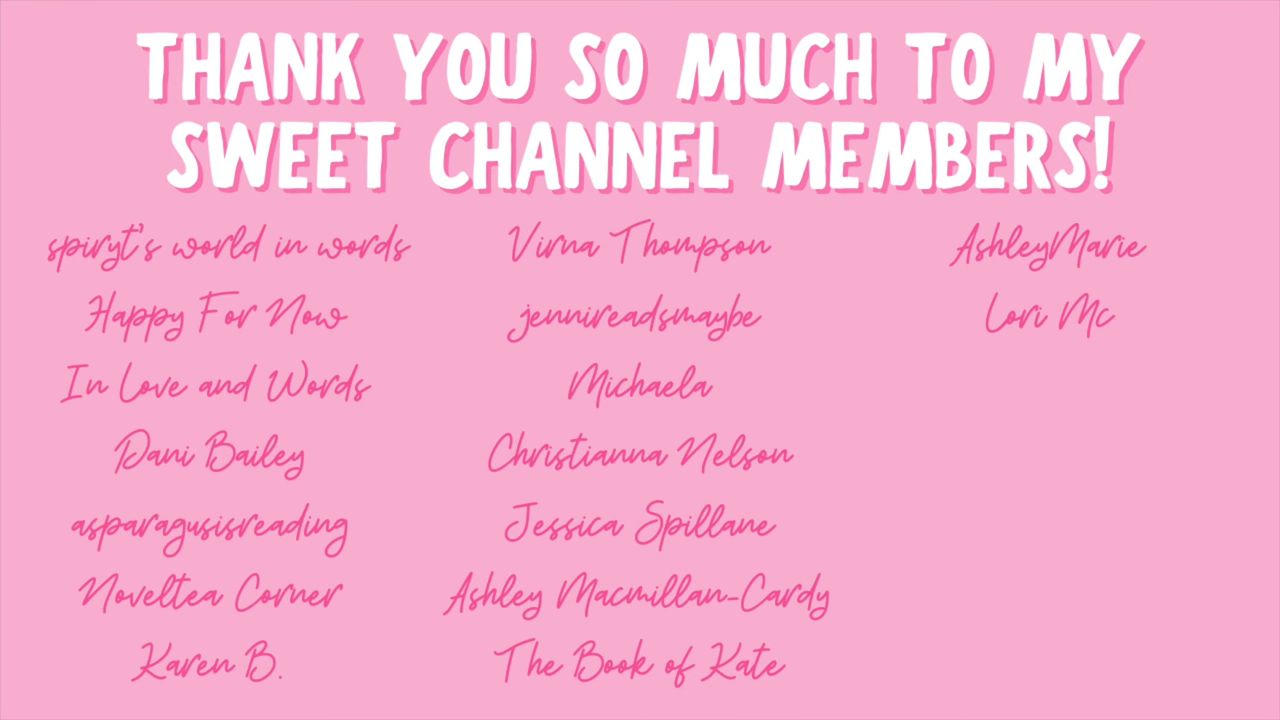 THANK YOU SO MUCH TO MY
SWEET CHANNEL MEMBERS!
spiryt's world in words
Happy For Now
In Love and Words
Dani Bailey
asparagusisreading
Noveltea Corner
Karen B.
Virna Thompson
jennireadsmaybe
Michaela
Christianna Nelson
Jessica Spillane
Ashley Macmillan-Cardy
The Book of Kate
AshleyMarie
Lori Mc